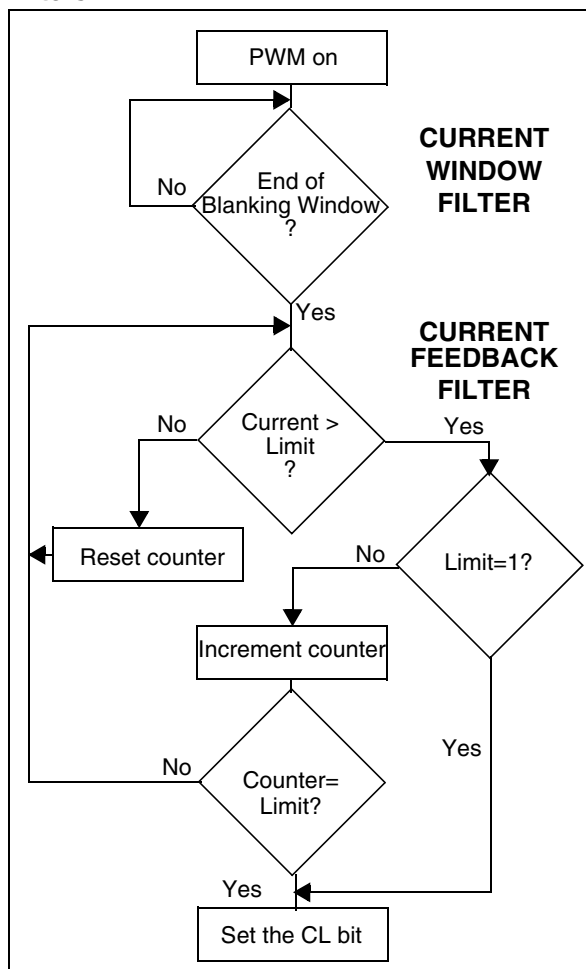 PWM on
CURRENT
WINDOW
FILTER
No
End of
Blanking Window
?
Yes
CURRENT
FEEDBACK
FILTER
No
Current >
Limit
?
Yes
Reset counter
No
Limit=1?
Increment counter
Yes
No
Counter=
Limit?
Yes
Set the CL bit